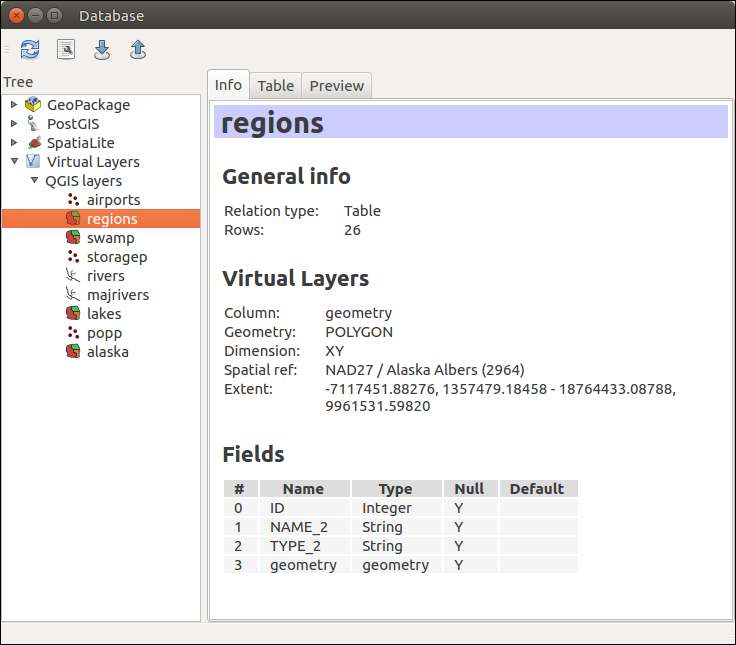 Database
Tree
GeoPackage
PostGIS
SpatiaLite
Virtual Layers
QGIS layers
airports
regions
swamp
storagep
rivers
majrivers
lakes
popp
alaska
Info Table Preview
regions
General info
Relation type: Table
Rows: 26
Virtual Layers
Column: geometry
Geometry: POLYGON
Dimension: XY
Spatial ref: NAD27 / Alaska Albers (2964)
Extent: -7117451.88276, 1357479.18458 - 18764433.08788,
9961531.59820
Fields
# Name Type Null Default
0 ID Integer Y
1 NAME_2 String Y
2 TYPE_2 String Y
3 geometry geometry Y